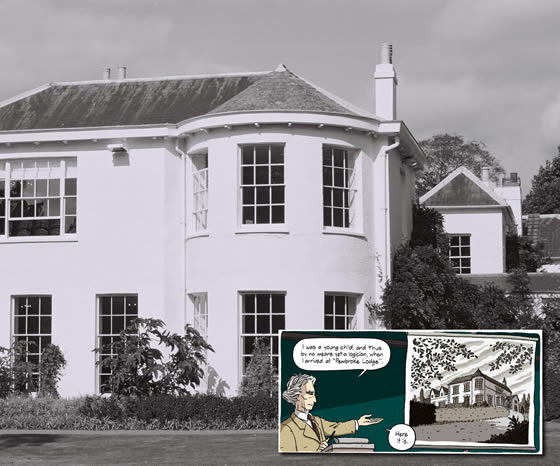 I was a young child, and thus
by no means yet a logician, when
I arrived at "Pembroke Lodge".
Here
it is.